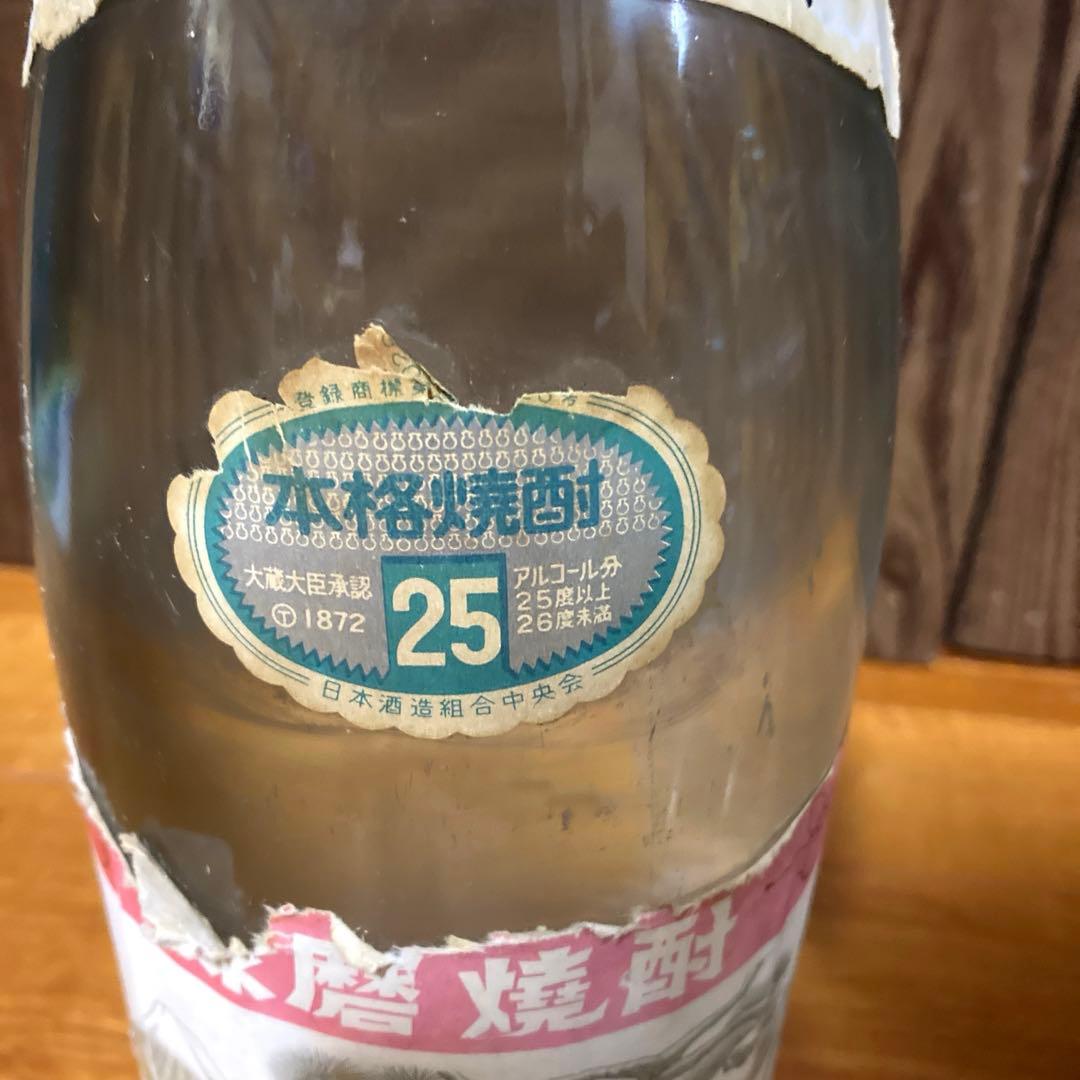 登録商標
本格焼酎
大蔵大臣承認
Ⓣ1872
25
アルコール分
25度以上
26度未満
日本酒造組合中央会
球磨焼酎